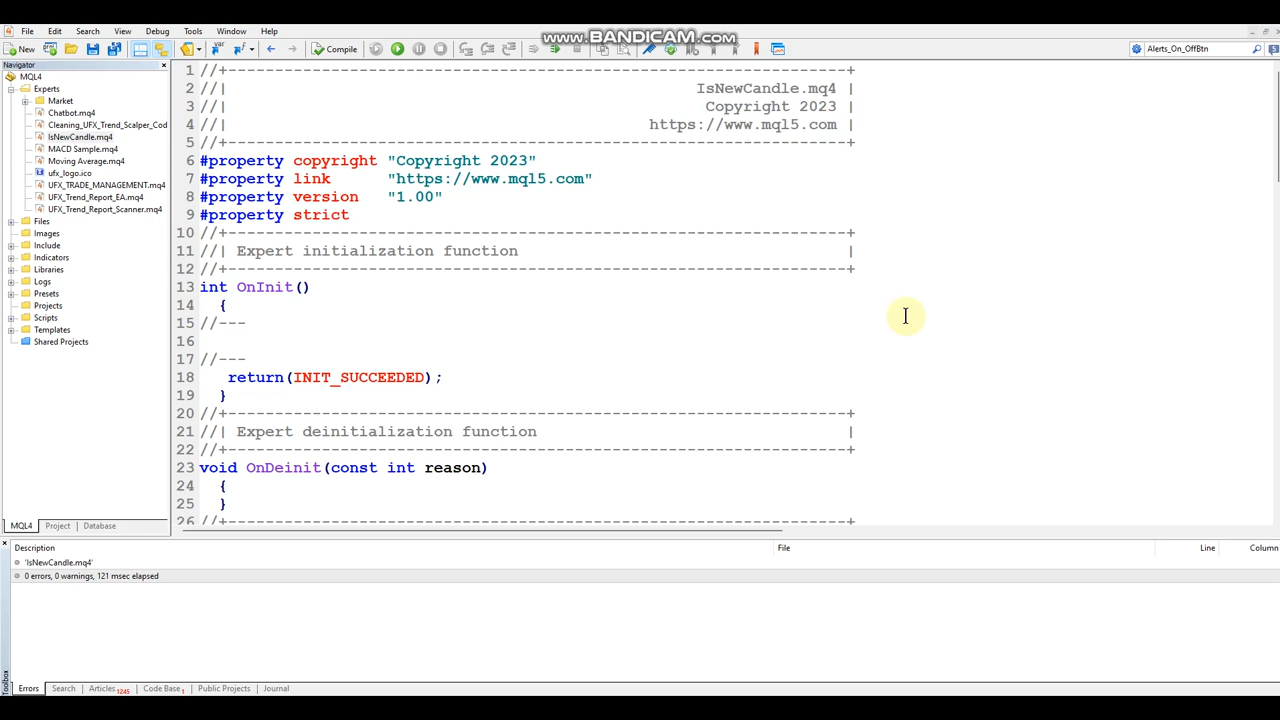 www.BANDICAM.com
File Edit Search View Debug Tools Window Help
New Compile Alerts_On_OffBtn
Navigator
MQL4
Experts
Market
Chatbot.mq4
Cleaning_UFX_Trend_Scalper_Cod
IsNewCandle.mq4
MACD Sample.mq4
Moving Average.mq4
ufx_logo.ico
UFX_TRADE_MANAGEMENT.mq4
UFX_Trend_Report_EA.mq4
UFX_Trend_Report_Scanner.mq4
Files
Images
Include
Indicators
Libraries
Logs
Presets
Projects
Scripts
Templates
Shared Projects
MQL4 Project Database
1 //+------------------------------------------------------------------+
2 //| IsNewCandle.mq4 |
3 //| Copyright 2023 |
4 //| https://www.mql5.com |
5 //+------------------------------------------------------------------+
6 #property copyright "Copyright 2023"
7 #property link "https://www.mql5.com"
8 #property version "1.00"
9 #property strict
10 //+------------------------------------------------------------------+
11 //| Expert initialization function |
12 //+------------------------------------------------------------------+
13 int OnInit()
14 {
15 //---
16
17 //---
18 return(INIT_SUCCEEDED);
19 }
20 //+------------------------------------------------------------------+
21 //| Expert deinitialization function |
22 //+------------------------------------------------------------------+
23 void OnDeinit(const int reason)
24 {
25 }
26 //+------------------------------------------------------------------+
Description File Line Column
'IsNewCandle.mq4'
0 errors, 0 warnings, 121 msec elapsed
Toolbox
Errors Search Articles 1245 Code Base 1 Public Projects Journal